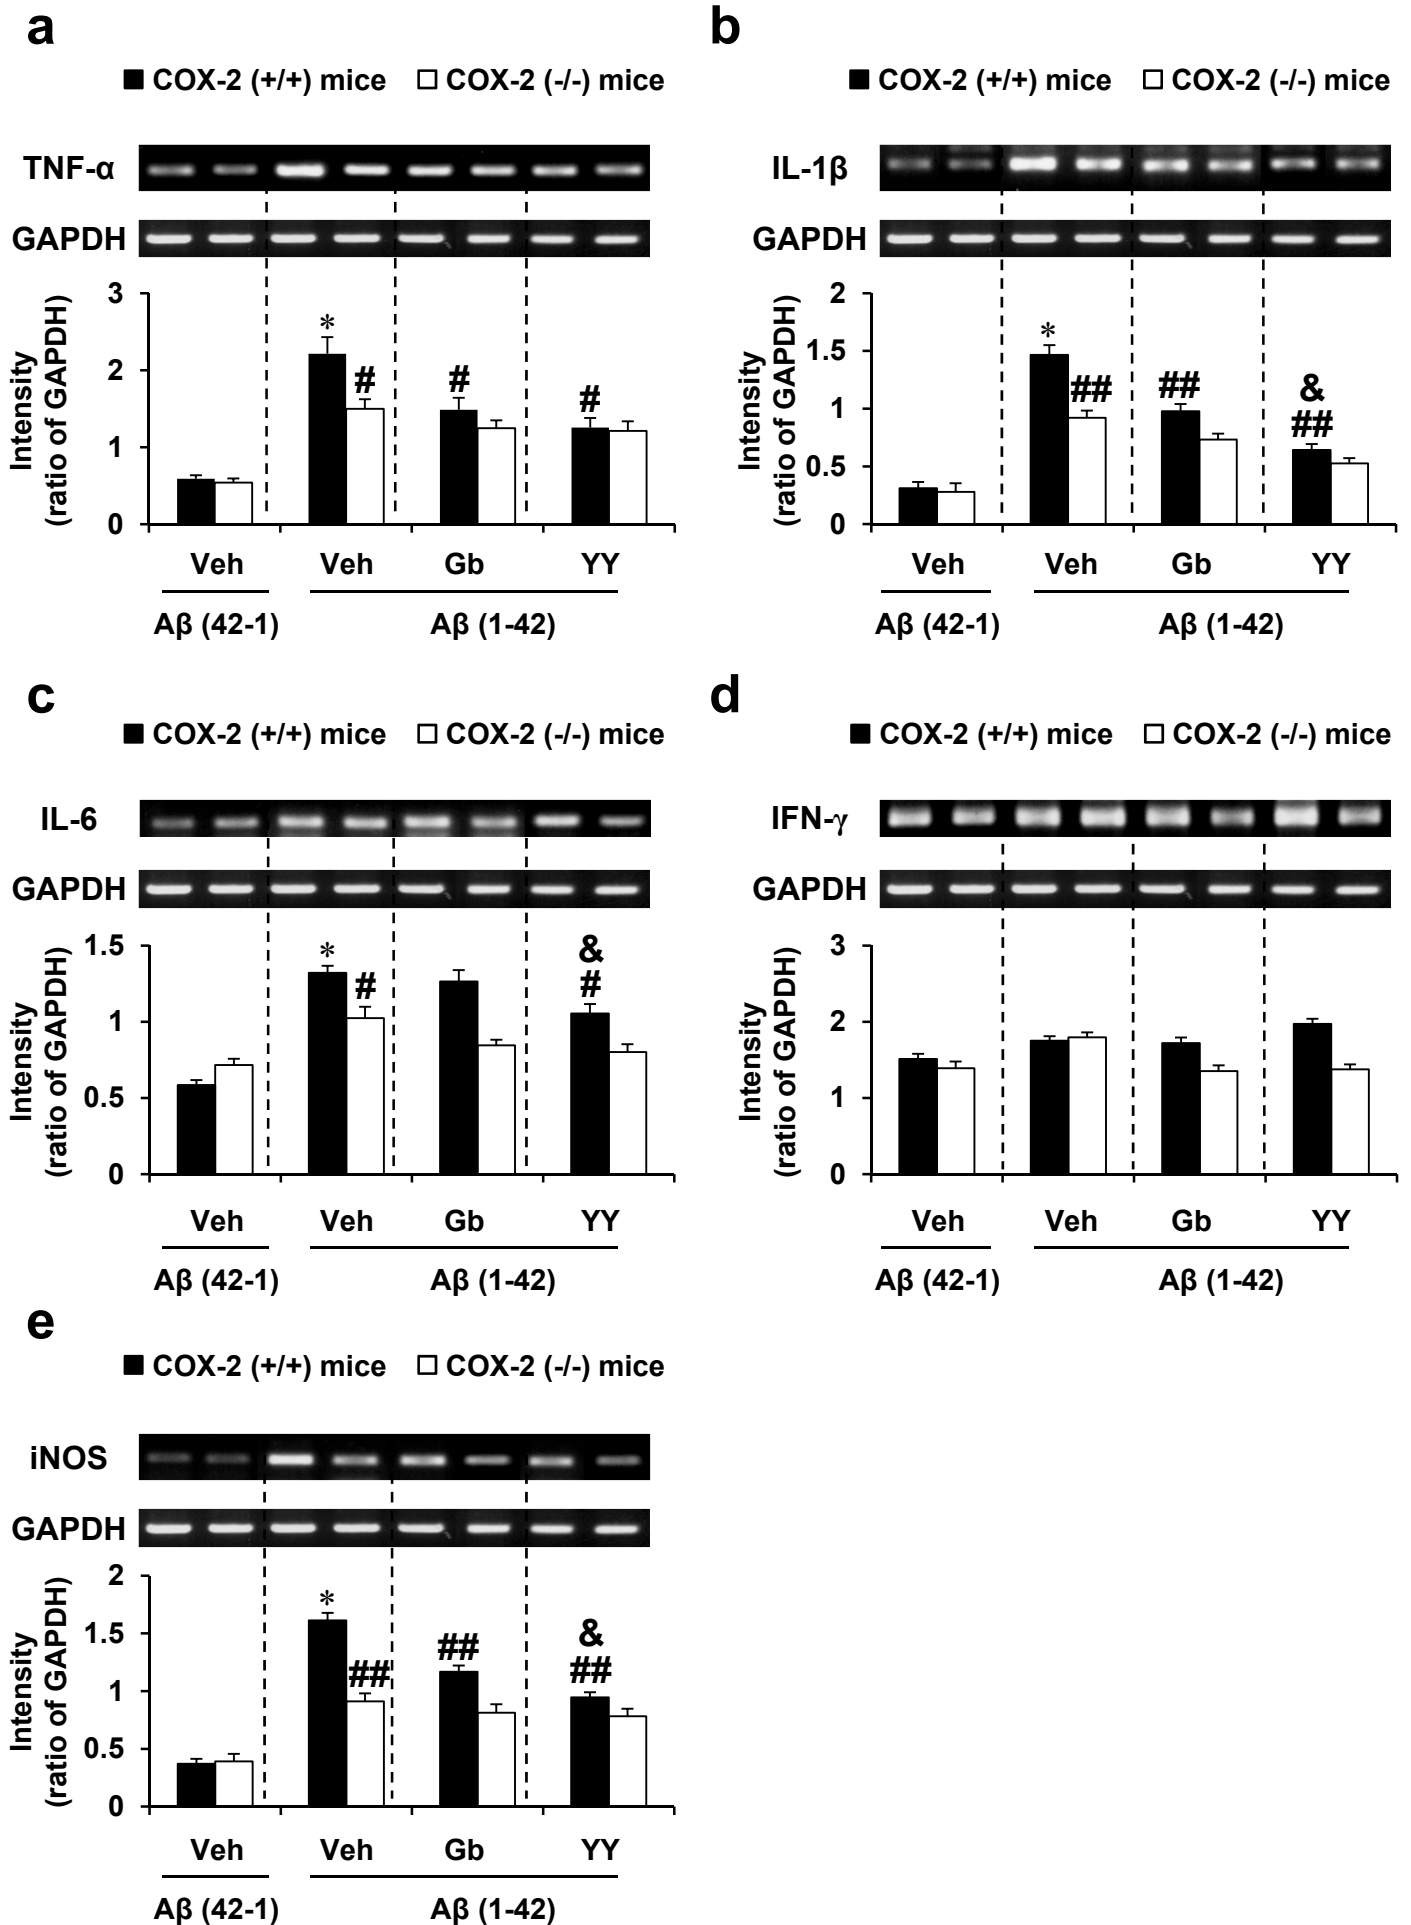 a
COX-2 (+/+) mice COX-2 (-/-) mice
TNF-α
GAPDH
Intensity
(ratio of GAPDH)
3
2
1
0
*
#
#
#
Veh Veh Gb YY
Aβ (42-1) Aβ (1-42)
b
COX-2 (+/+) mice COX-2 (-/-) mice
IL-1β
GAPDH
Intensity
(ratio of GAPDH)
2
1.5
1
0.5
0
*
##
##
&
##
Veh Veh Gb YY
Aβ (42-1) Aβ (1-42)
c
COX-2 (+/+) mice COX-2 (-/-) mice
IL-6
GAPDH
Intensity
(ratio of GAPDH)
1.5
1
0.5
0
*
#
&
#
Veh Veh Gb YY
Aβ (42-1) Aβ (1-42)
d
COX-2 (+/+) mice COX-2 (-/-) mice
IFN-γ
GAPDH
Intensity
(ratio of GAPDH)
3
2
1
0
Veh Veh Gb YY
Aβ (42-1) Aβ (1-42)
e
COX-2 (+/+) mice COX-2 (-/-) mice
iNOS
GAPDH
Intensity
(ratio of GAPDH)
2
1.5
1
0.5
0
*
##
##
&
##
Veh Veh Gb YY
Aβ (42-1) Aβ (1-42)